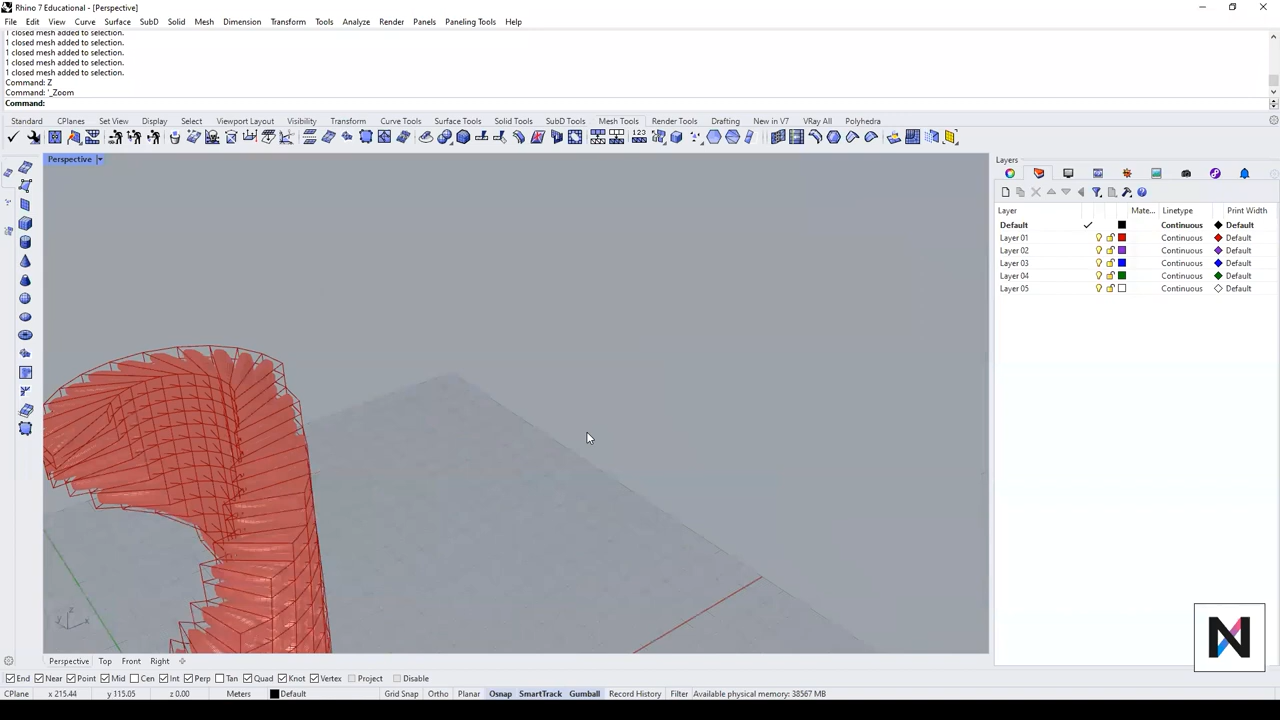 Rhino 7 Educational - [Perspective]
File Edit View Curve Surface SubD Solid Mesh Dimension Transform Tools Analyze Render Panels Paneling Tools Help
1 closed mesh added to selection.
1 closed mesh added to selection.
1 closed mesh added to selection.
1 closed mesh added to selection.
1 closed mesh added to selection.
Command: Z
Command: '_Zoom
Command:
Standard CPlanes Set View Display Select Viewport Layout Visibility Transform Curve Tools Surface Tools Solid Tools SubD Tools Mesh Tools Render Tools Drafting New in V7 VRay All Polyhedra
Perspective
Layers
Layer Mate... Linetype Print Width
Default Continuous Default
Layer 01 Continuous Default
Layer 02 Continuous Default
Layer 03 Continuous Default
Layer 04 Continuous Default
Layer 05 Continuous Default
z
y x
N
Perspective Top Front Right
End Near Point Mid Cen Int Perp Tan Quad Knot Vertex Project Disable
CPlane x 215.44 y 115.05 z 0.00 Meters Default Grid Snap Ortho Planar Osnap SmartTrack Gumball Record History Filter Available physical memory: 38567 MB